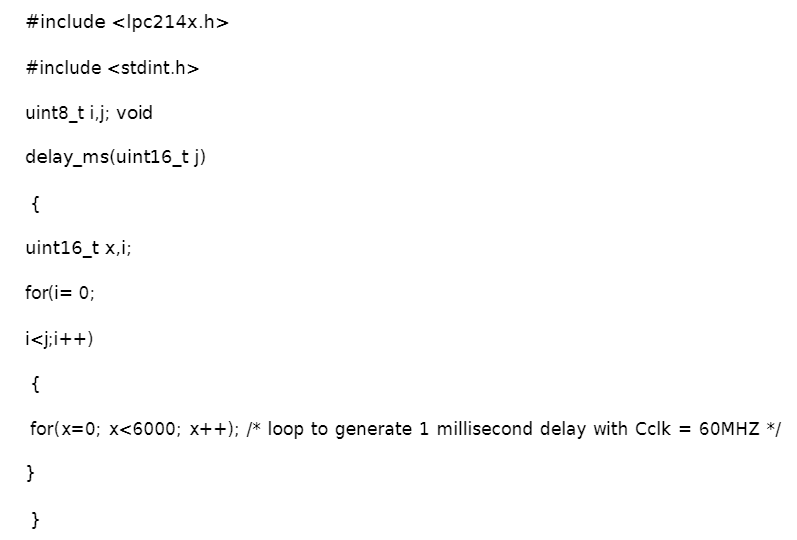 #include <lpc214x.h>
#include <stdint.h>
uint8_t i,j; void
delay_ms(uint16_t j)
{
uint16_t x,i;
for(i= 0;
i<j;i++)
{
for(x=0; x<6000; x++); /* loop to generate 1 millisecond delay with Cclk = 60MHZ */
}
}